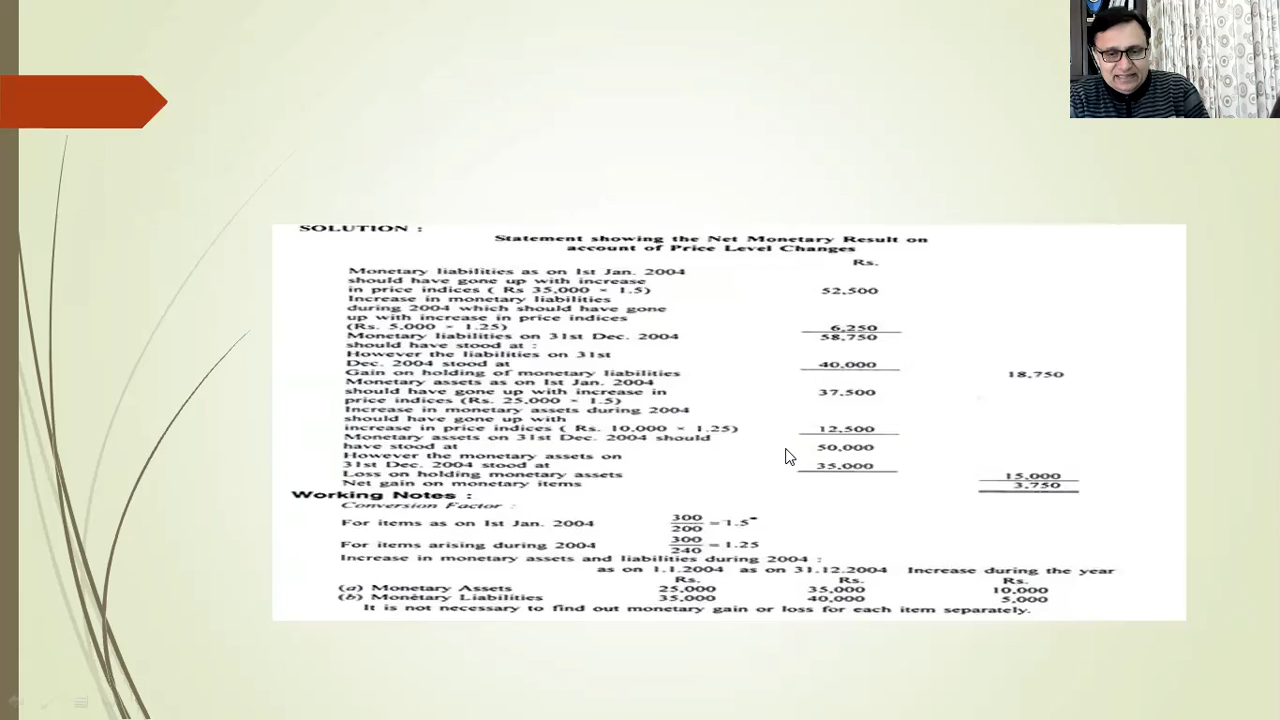 SOLUTION :
Statement showing the Net Monetary Result on
account of Price Level Changes
Rs.
Monetary liabilities as on 1st Jan. 2004
should have gone up with increase
in price indices ( Rs 35,000 × 1.5) 52,500
Increase in monetary liabilities
during 2004 which should have gone
up with increase in price indices
(Rs. 5,000 × 1.25) 6,250
Monetary liabilities on 31st Dec. 2004 58,750
should have stood at :
However the liabilities on 31st
Dec. 2004 stood at 40,000
Gain on holding of monetary liabilities 18,750
Monetary assets as on 1st Jan. 2004
should have gone up with increase in 37,500
price indices (Rs. 25,000 × 1.5)
Increase in monetary assets during 2004
should have gone up with
increase in price indices ( Rs. 10,000 × 1.25) 12,500
Monetary assets on 31st Dec. 2004 should
have stood at 50,000
However the monetary assets on
31st Dec. 2004 stood at 35,000
Loss on holding monetary assets 15,000
Net gain on monetary items 3,750
Working Notes :
Conversion Factor :
For items as on 1st Jan. 2004 300/200 = 1.5
For items arising during 2004 300/240 = 1.25
Increase in monetary assets and liabilities during 2004 :
as on 1.1.2004 as on 31.12.2004 Increase during the year
Rs. Rs. Rs.
(a) Monetary Assets 25,000 35,000 10,000
(b) Monetary Liabilities 35,000 40,000 5,000
It is not necessary to find out monetary gain or loss for each item separately.